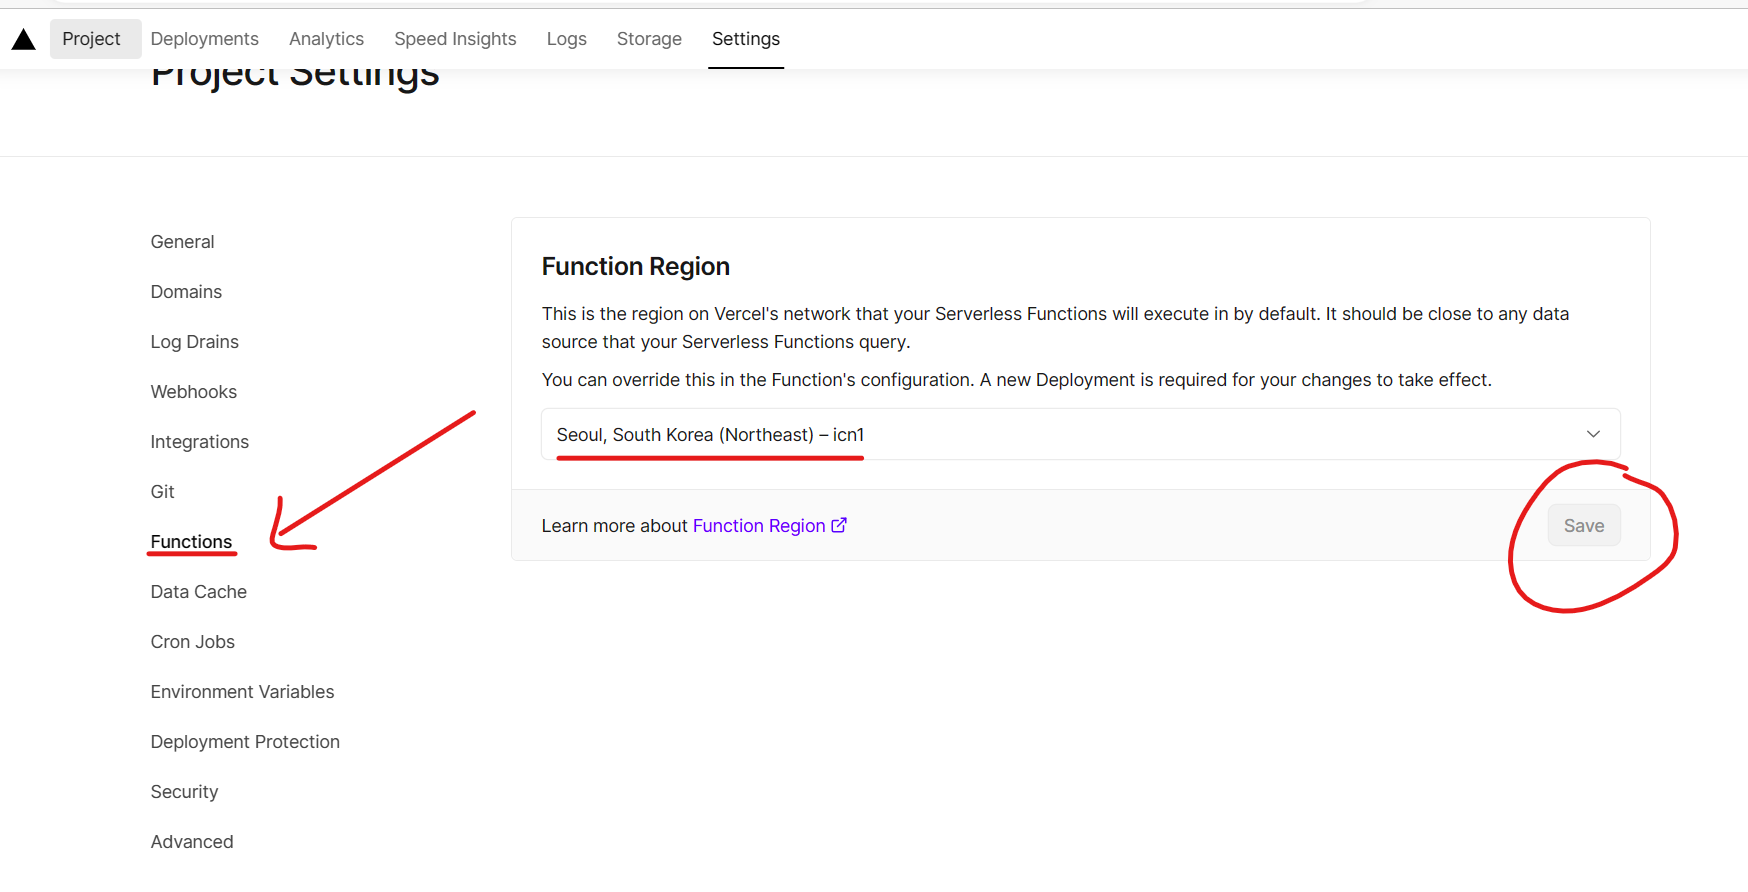 Project Deployments Analytics Speed Insights Logs Storage Settings
Project Settings
General
Domains
Log Drains
Webhooks
Integrations
Git
Functions
Data Cache
Cron Jobs
Environment Variables
Deployment Protection
Security
Advanced
Function Region
This is the region on Vercel's network that your Serverless Functions will execute in by default. It should be close to any data
source that your Serverless Functions query.
You can override this in the Function's configuration. A new Deployment is required for your changes to take effect.
Seoul, South Korea (Northeast) – icn1
Learn more about Function Region
Save